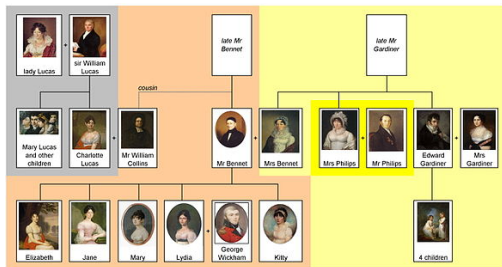 lady Lucas
sir William
Lucas
late Mr
Bennet
late Mr
Gardiner
cousin
Mary Lucas
and other
children
Charlotte
Lucas
Mr William
Collins
Mr Bennet
Mrs Bennet
Mrs Philips
Mr Philips
Edward
Gardiner
Mrs
Gardiner
Elizabeth
Jane
Mary
Lydia
George
Wickham
Kitty
4 children